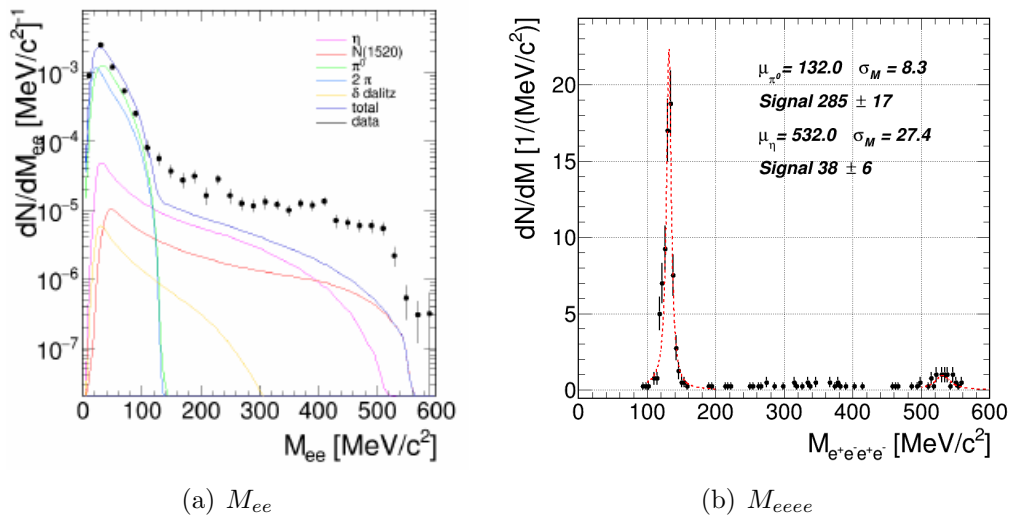 dN/dM_ee [MeV/c²]⁻¹
10⁻³
10⁻⁴
10⁻⁵
10⁻⁶
10⁻⁷
η
N(1520)
π⁰
2 π
δ dalitz
total
data
0 100 200 300 400 500 600
M_ee [MeV/c²]
(a) M_ee
dN/dM [1/(MeV/c²)]
20
15
10
5
0
μ_π⁰ = 132.0 σ_M = 8.3
Signal 285 ± 17
μ_η = 532.0 σ_M = 27.4
Signal 38 ± 6
0 100 200 300 400 500 600
M_e⁺e⁻e⁺e⁻ [MeV/c²]
(b) M_eeee